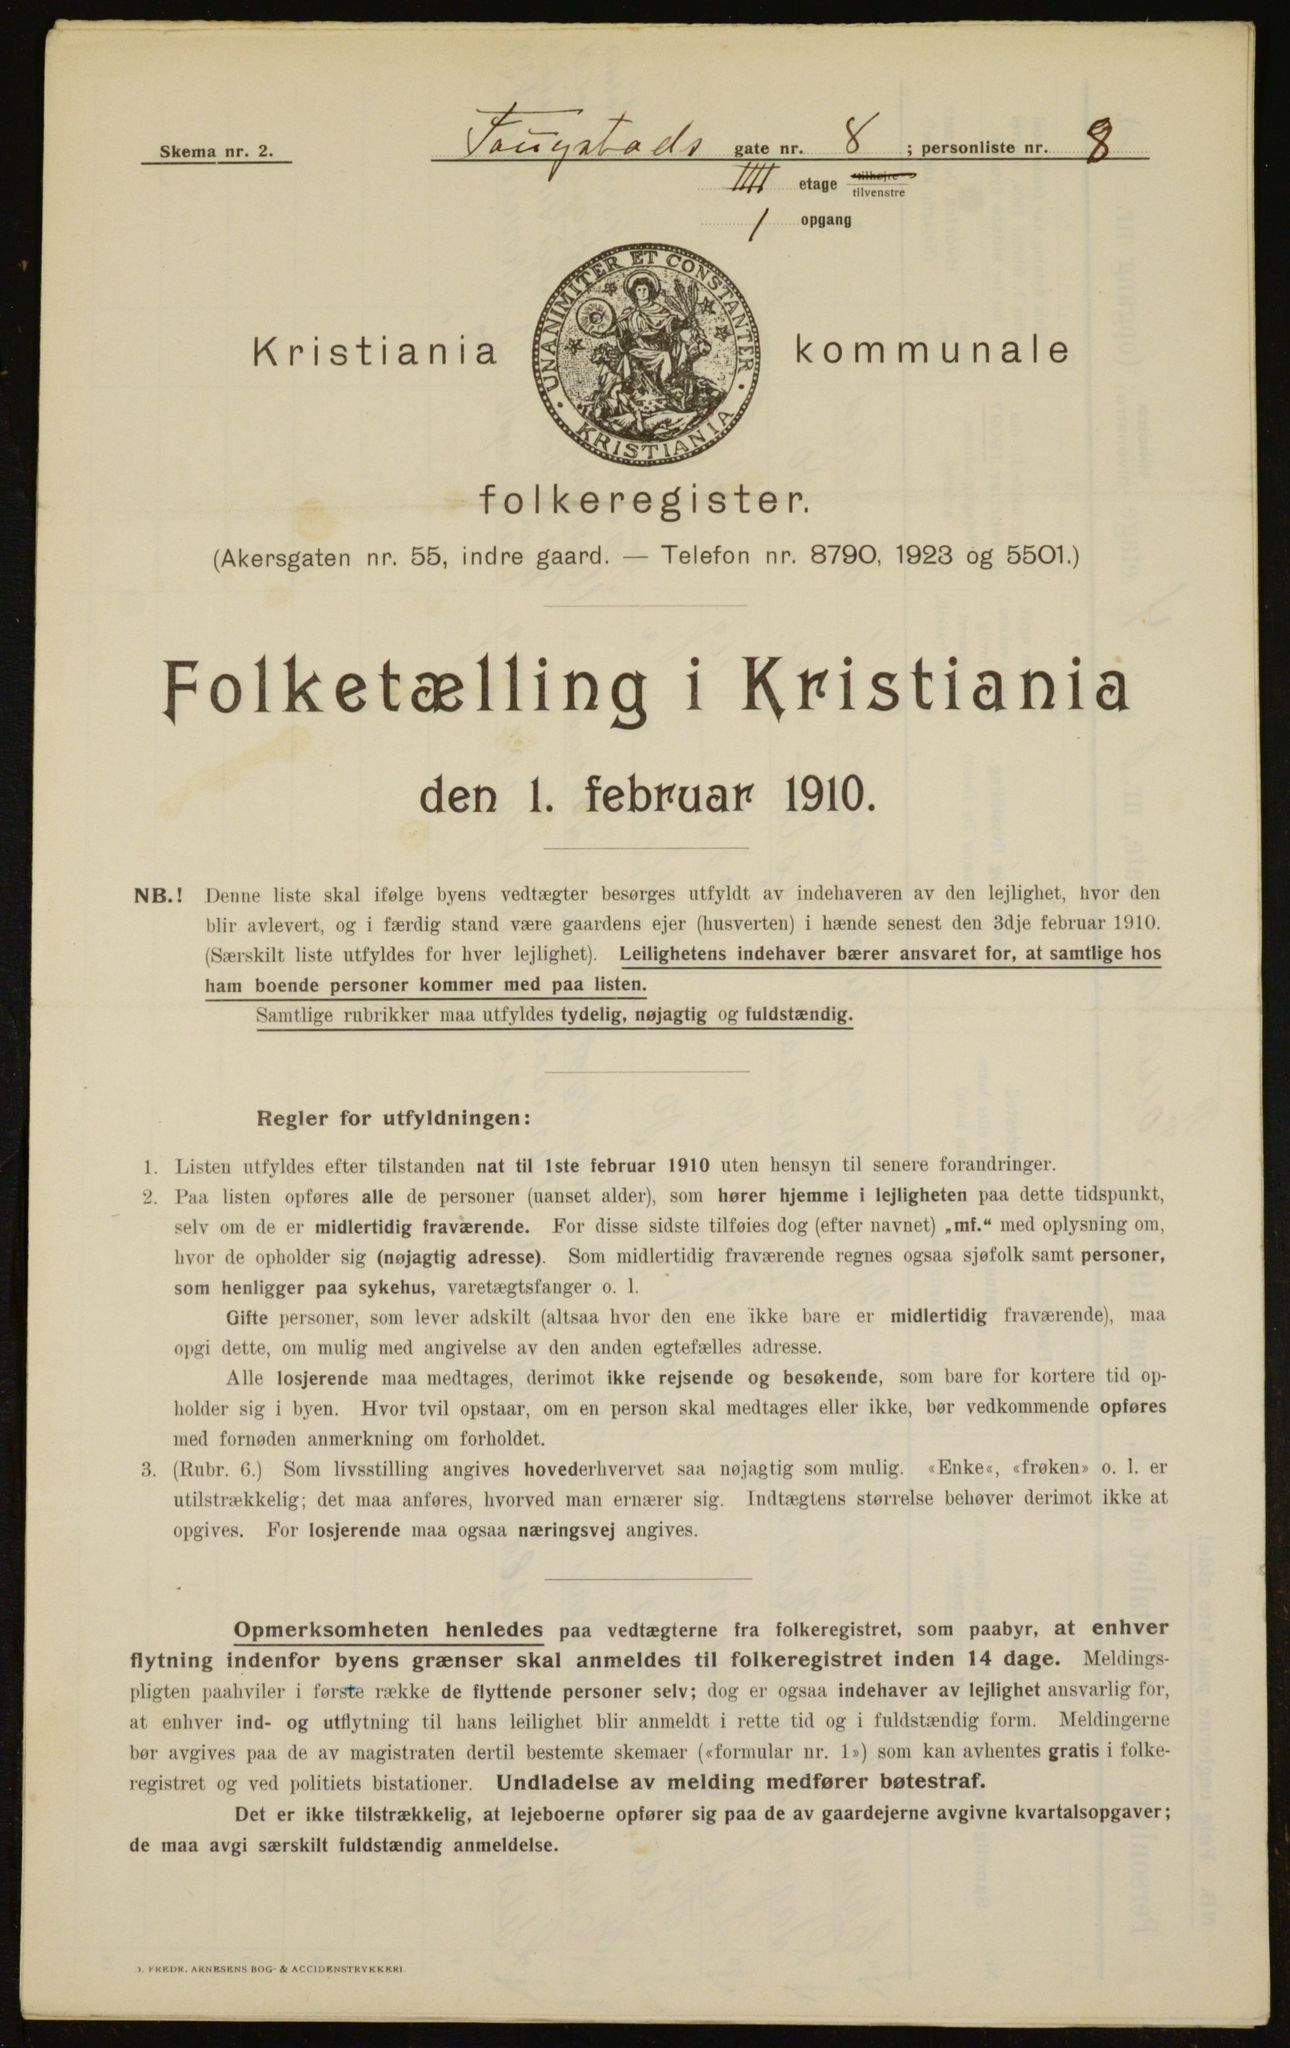 Skema nr. 2.
Faugstads gate nr. 8 ; personliste nr. 8
IIII etage tilhøjre
tilvenstre
1 opgang
UNANIMITER ET CONSTANTER
KRISTIANIA
Kristiania kommunale
folkeregister.
(Akersgaten nr. 55, indre gaard. — Telefon nr. 8790, 1923 og 5501.)
Folketælling i Kristiania
den 1. februar 1910.
NB.! Denne liste skal ifølge byens vedtægter besørges utfyldt av indehaveren av den lejlighet, hvor den
blir avlevert, og i færdig stand være gaardens ejer (husverten) i hænde senest den 3dje februar 1910.
(Særskilt liste utfyldes for hver lejlighet). Leilighetens indehaver bærer ansvaret for, at samtlige hos
ham boende personer kommer med paa listen.
Samtlige rubrikker maa utfyldes tydelig, nøjagtig og fuldstændig.
Regler for utfyldningen:
1. Listen utfyldes efter tilstanden nat til 1ste februar 1910 uten hensyn til senere forandringer.
2. Paa listen opføres alle de personer (uanset alder), som hører hjemme i lejligheten paa dette tidspunkt,
selv om de er midlertidig fraværende. For disse sidste tilføies dog (efter navnet) „mf.“ med oplysning om,
hvor de opholder sig (nøjagtig adresse). Som midlertidig fraværende regnes ogsaa sjøfolk samt personer,
som henligger paa sykehus, varetægtsfanger o. l.
Gifte personer, som lever adskilt (altsaa hvor den ene ikke bare er midlertidig fraværende), maa
opgi dette, om mulig med angivelse av den anden egtefælles adresse.
Alle losjerende maa medtages, derimot ikke rejsende og besøkende, som bare for kortere tid op-
holder sig i byen. Hvor tvil opstaar, om en person skal medtages eller ikke, bør vedkommende opføres
med fornøden anmerkning om forholdet.
3. (Rubr. 6.) Som livsstilling angives hovederhvervet saa nøjagtig som mulig. «Enke«, «frøken» o. l. er
utilstrækkelig; det maa anføres, hvorved man ernærer sig. Indtægtens størrelse behøver derimot ikke at
opgives. For losjerende maa ogsaa næringsvej angives.
Opmerksomheten henledes paa vedtægterne fra folkeregistret, som paabyr, at enhver
flytning indenfor byens grænser skal anmeldes til folkeregistret inden 14 dage. Meldings-
pligten paahviler i første række de flyttende personer selv; dog er ogsaa indehaver av lejlighet ansvarlig for,
at enhver ind- og utflytning til hans leilighet blir anmeldt i rette tid og i fuldstændig form. Meldingerne
bør avgives paa de av magistraten dertil bestemte skemaer («formular nr. 1») som kan avhentes gratis i folke-
registret og ved politiets bistationer. Undladelse av melding medfører bøtestraf.
Det er ikke tilstrækkelig, at lejeboerne opfører sig paa de av gaardejerne avgivne kvartalsopgaver;
de maa avgi særskilt fuldstændig anmeldelse.
J. FREDR. ARNESENS BOG- & ACCIDENSTRYKKERI.